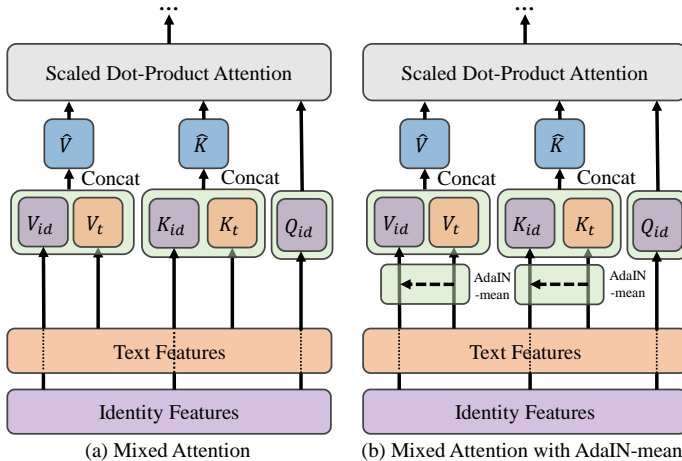 ...
Scaled Dot-Product Attention
V̂
K̂
Concat
Concat
V_id
V_t
K_id
K_t
Q_id
Text Features
Identity Features
(a) Mixed Attention
...
Scaled Dot-Product Attention
V̂
K̂
Concat
Concat
V_id
V_t
K_id
K_t
Q_id
AdaIN
-mean
AdaIN
-mean
Text Features
Identity Features
(b) Mixed Attention with AdaIN-mean